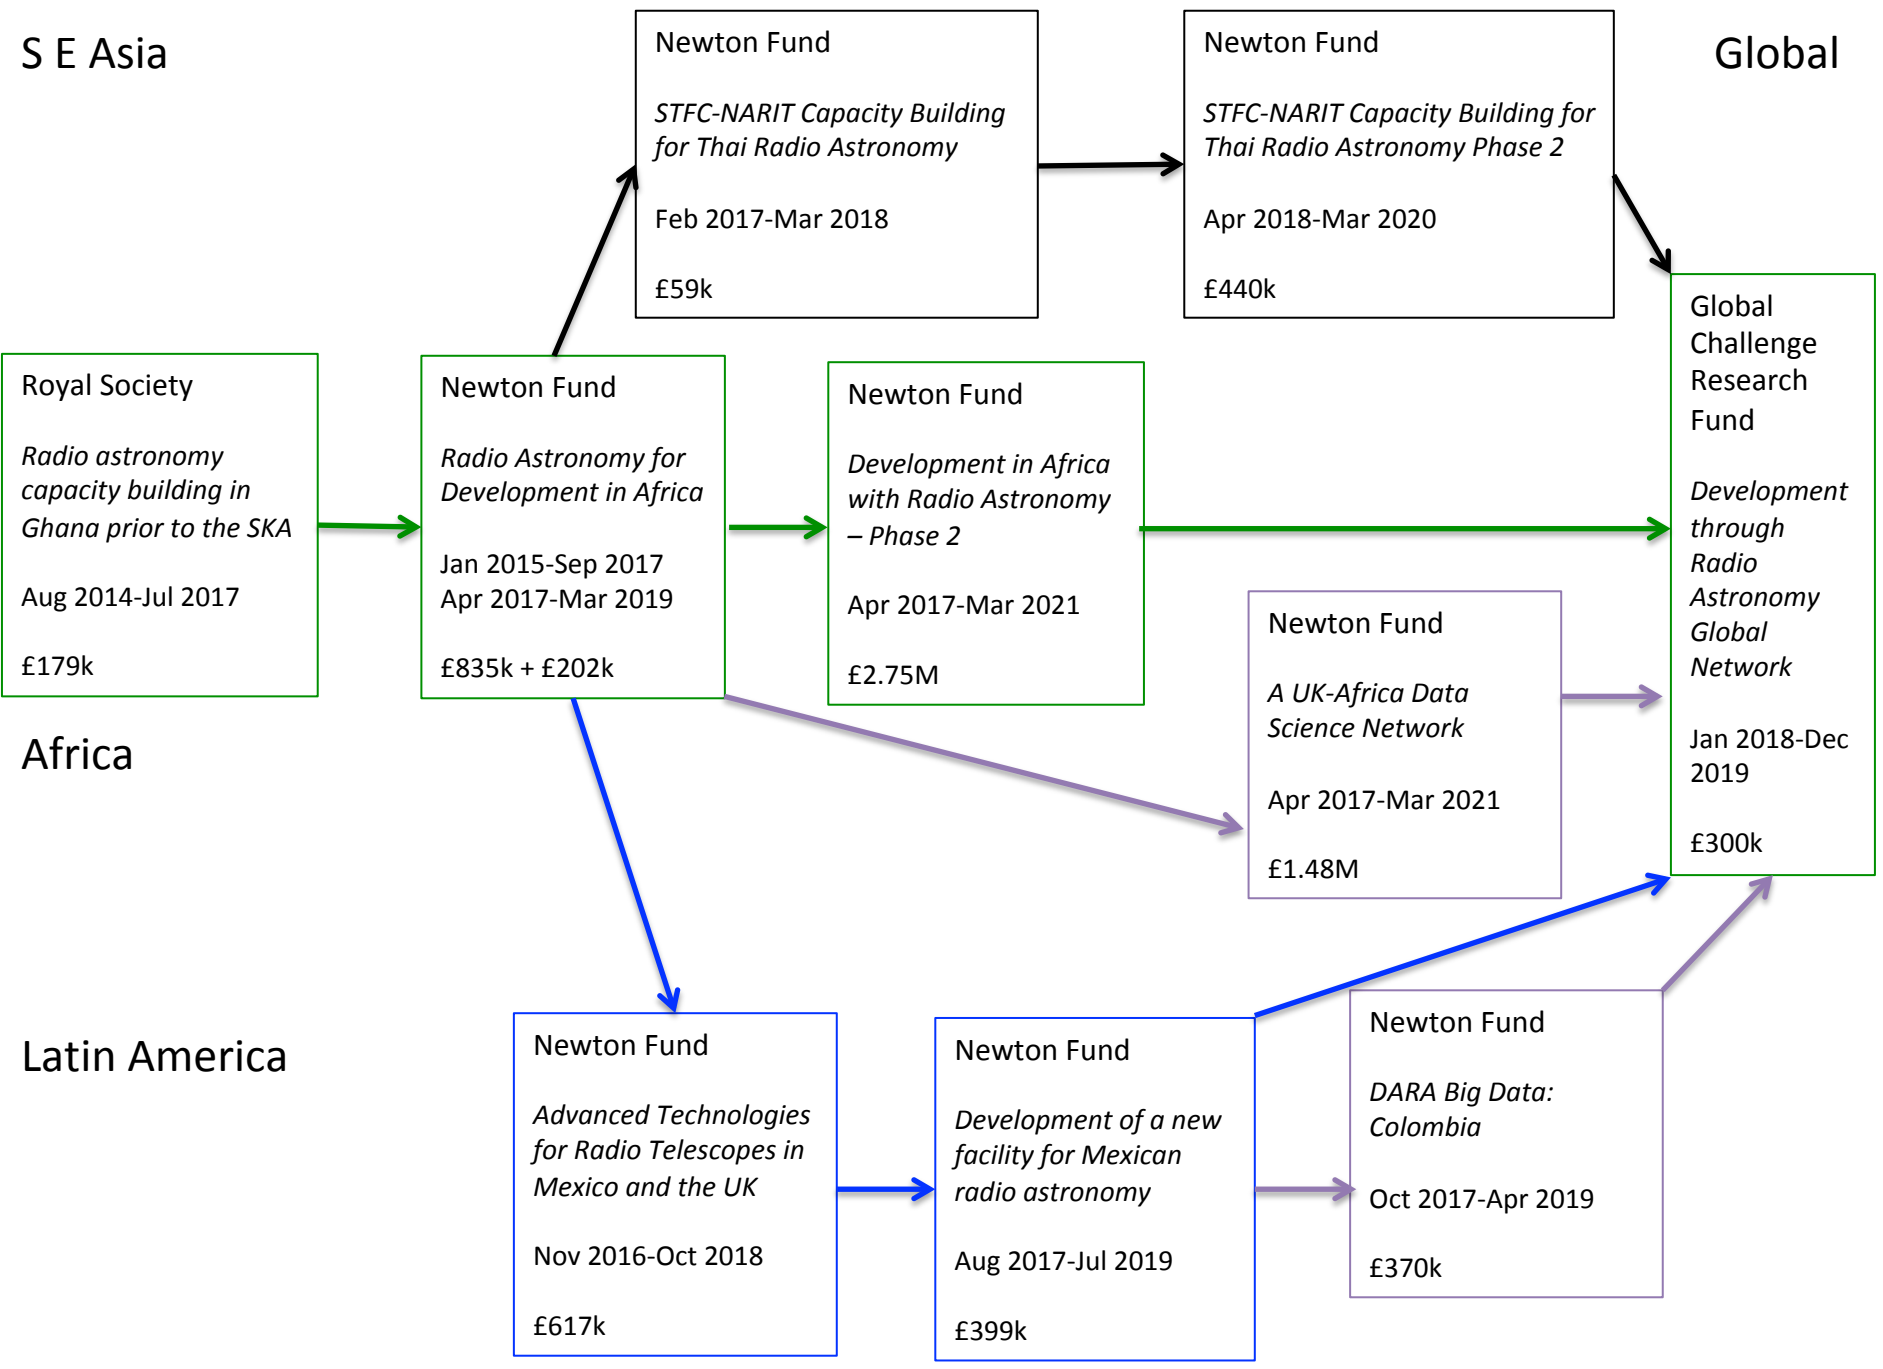 S E Asia
Global
Newton Fund
STFC-NARIT Capacity Building
for Thai Radio Astronomy
Feb 2017-Mar 2018
£59k
Newton Fund
STFC-NARIT Capacity Building for
Thai Radio Astronomy Phase 2
Apr 2018-Mar 2020
£440k
Royal Society
Radio astronomy
capacity building in
Ghana prior to the SKA
Aug 2014-Jul 2017
£179k
Newton Fund
Radio Astronomy for
Development in Africa
Jan 2015-Sep 2017
Apr 2017-Mar 2019
£835k + £202k
Newton Fund
Development in Africa
with Radio Astronomy
– Phase 2
Apr 2017-Mar 2021
£2.75M
Newton Fund
A UK-Africa Data
Science Network
Apr 2017-Mar 2021
£1.48M
Global
Challenge
Research
Fund
Development
through
Radio
Astronomy
Global
Network
Jan 2018-Dec
2019
£300k
Africa
Latin America
Newton Fund
Advanced Technologies
for Radio Telescopes in
Mexico and the UK
Nov 2016-Oct 2018
£617k
Newton Fund
Development of a new
facility for Mexican
radio astronomy
Aug 2017-Jul 2019
£399k
Newton Fund
DARA Big Data:
Colombia
Oct 2017-Apr 2019
£370k